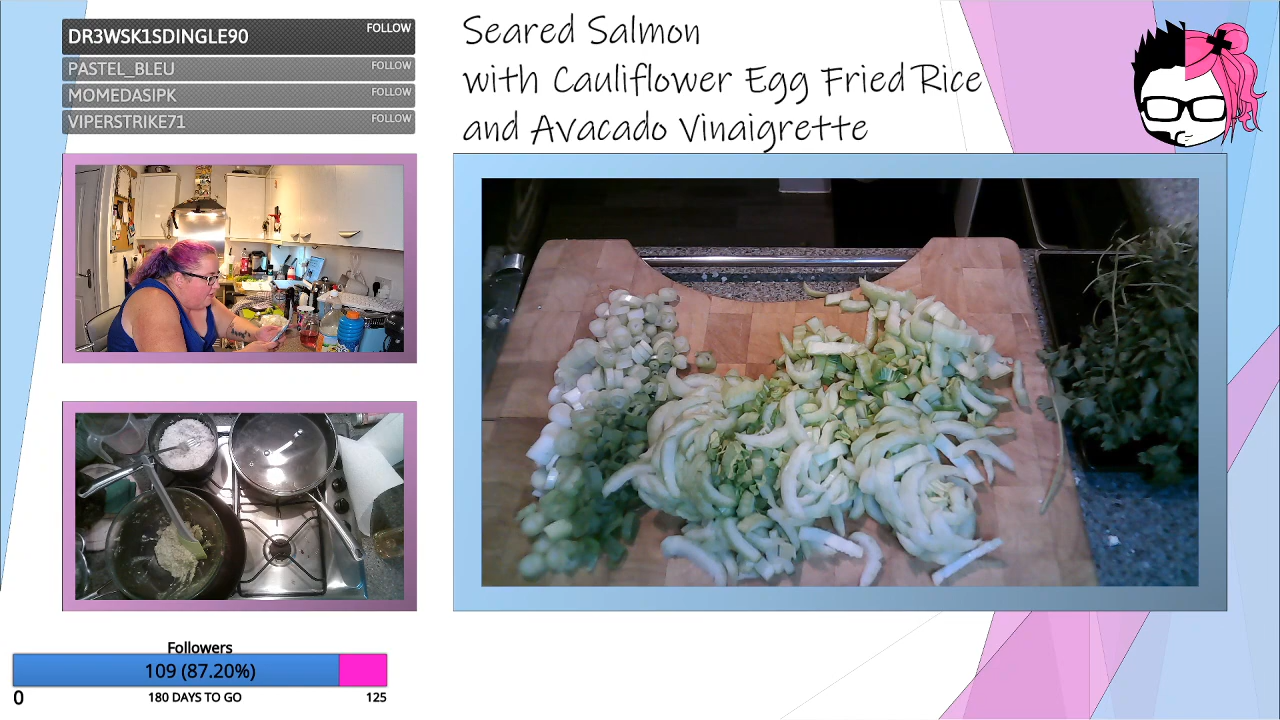 DR3WSK1SDINGLE90 FOLLOW
PASTEL_BLEU FOLLOW
MOMEDASIPK FOLLOW
VIPERSTRIKE71 FOLLOW
Seared Salmon
with Cauliflower Egg Fried Rice
and Avacado Vinaigrette
Followers
109 (87.20%)
0 180 DAYS TO GO 125